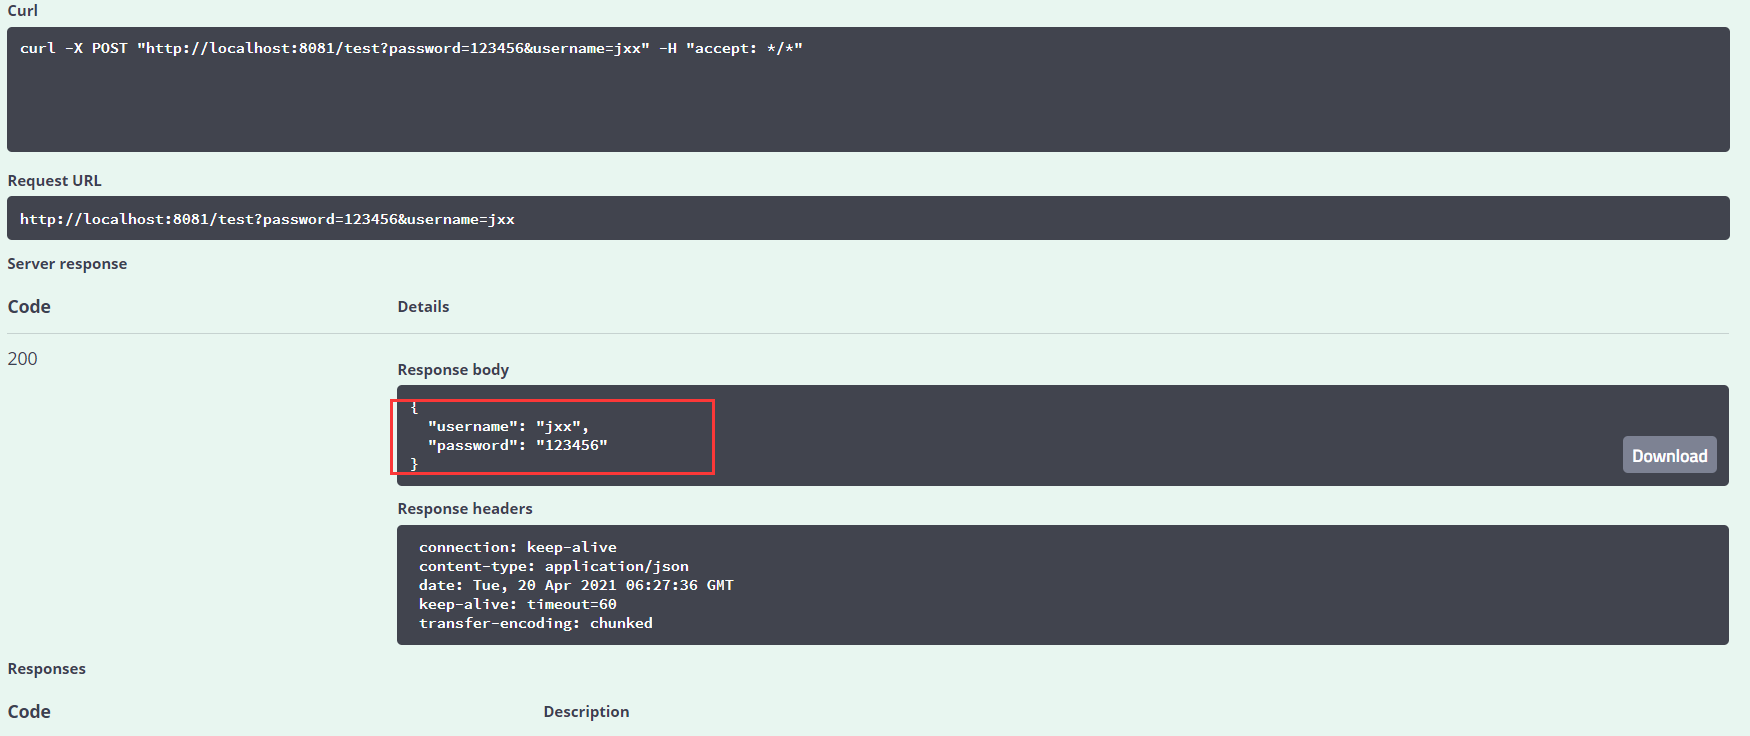 Curl
curl -X POST "http://localhost:8081/test?password=123456&username=jxx" -H "accept: */*"
Request URL
http://localhost:8081/test?password=123456&username=jxx
Server response
Code
Details
200
Response body
{
"username": "jxx",
"password": "123456"
}
Download
Response headers
connection: keep-alive
content-type: application/json
date: Tue, 20 Apr 2021 06:27:36 GMT
keep-alive: timeout=60
transfer-encoding: chunked
Responses
Code
Description